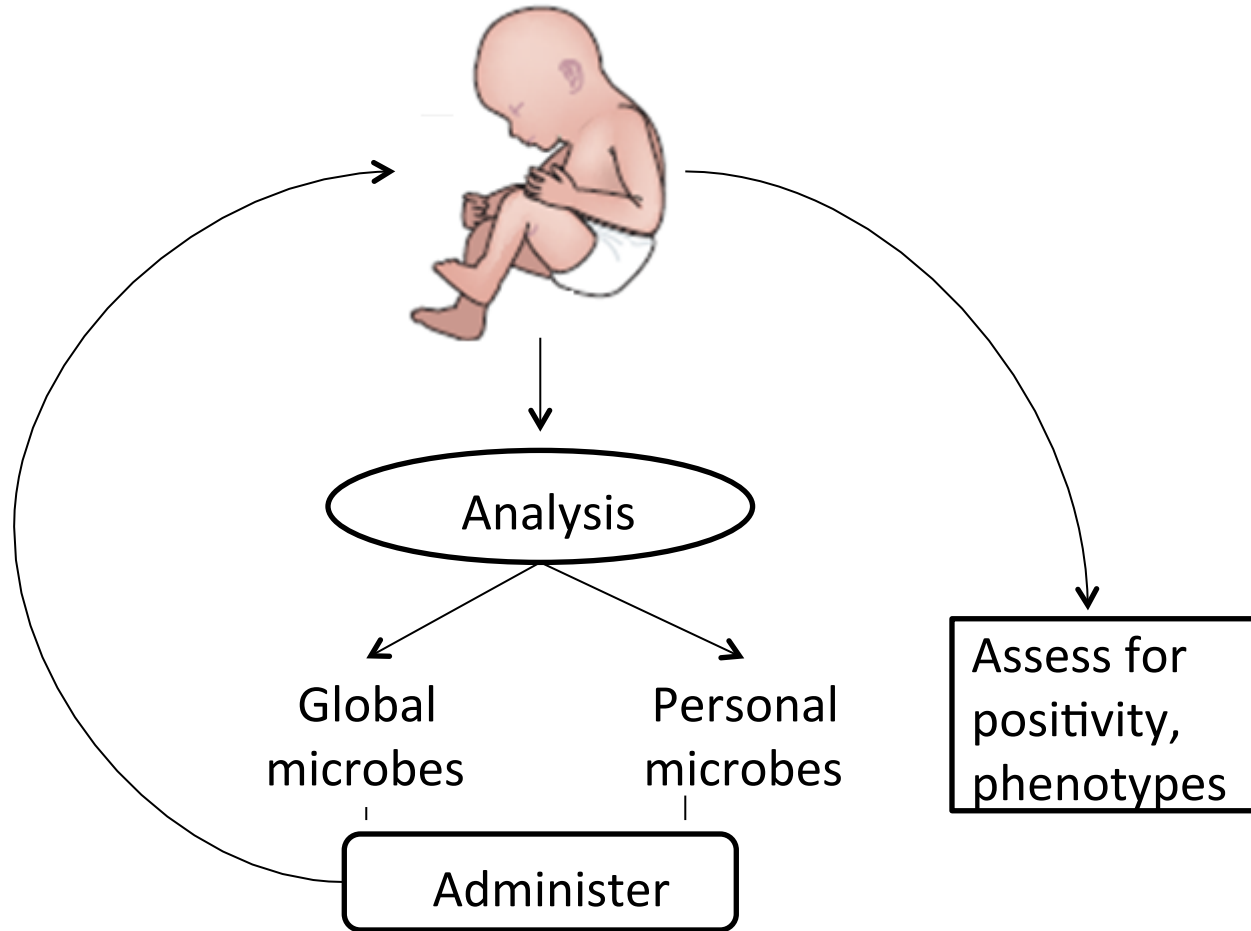 Analysis
Global
microbes
Personal
microbes
Assess for
positivity,
phenotypes
Administer